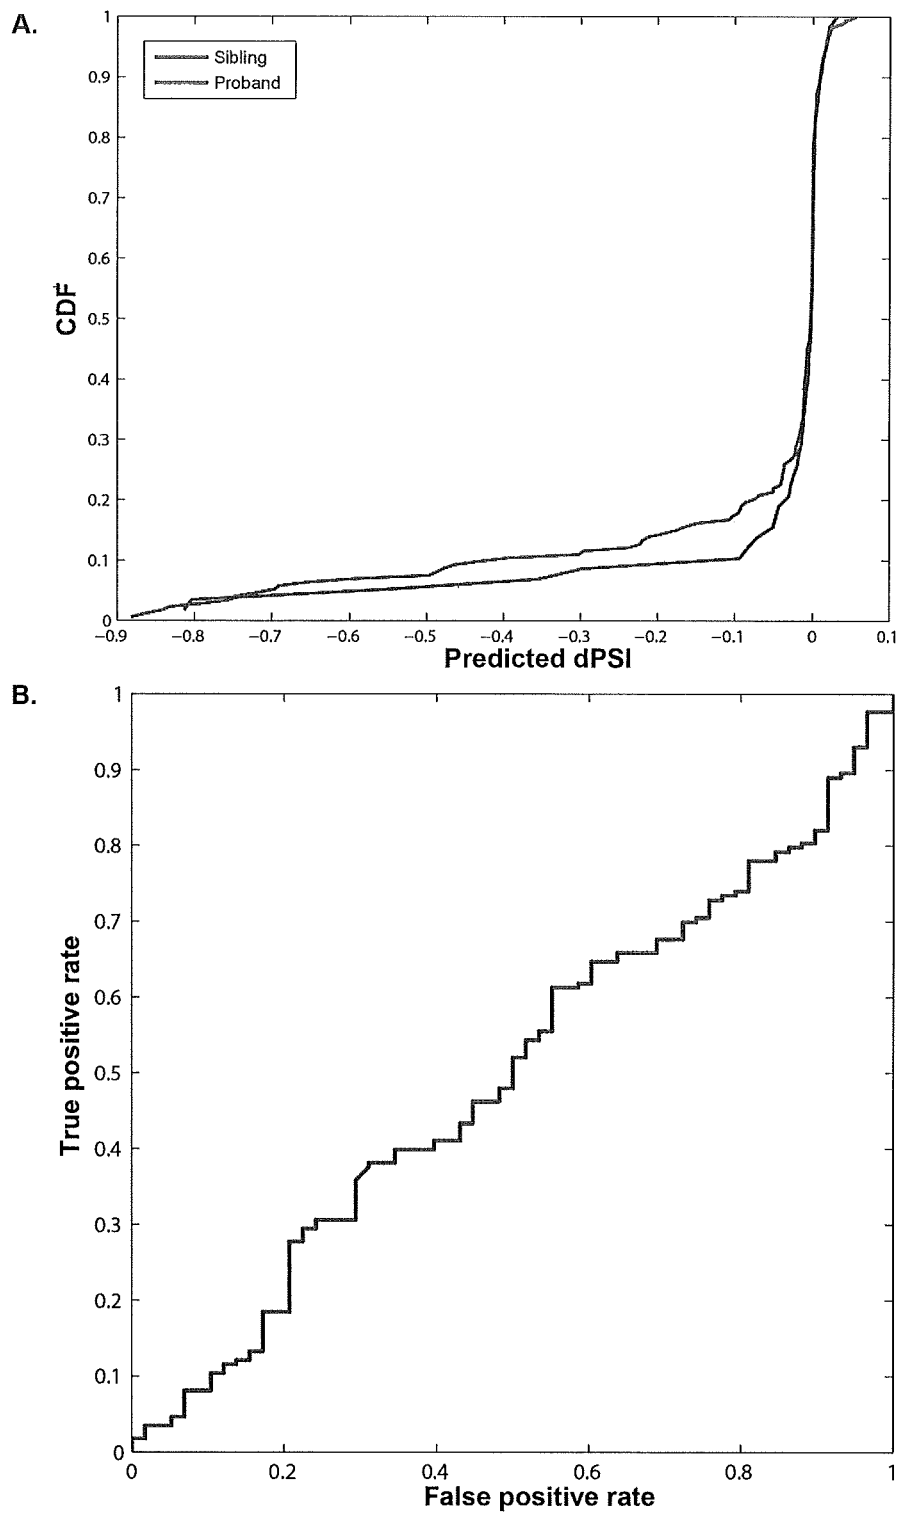 A.
1
Sibling
Proband
0.9
0.8
0.7
0.6
CDF
0.5
0.4
0.3
0.2
0.1
0
−0.9 −0.8 −0.7 −0.6 −0.5 −0.4 −0.3 −0.2 −0.1 0 0.1
Predicted dPSI
B.
1
0.9
0.8
0.7
0.6
True positive rate
0.5
0.4
0.3
0.2
0.1
0
0 0.2 0.4 0.6 0.8 1
False positive rate